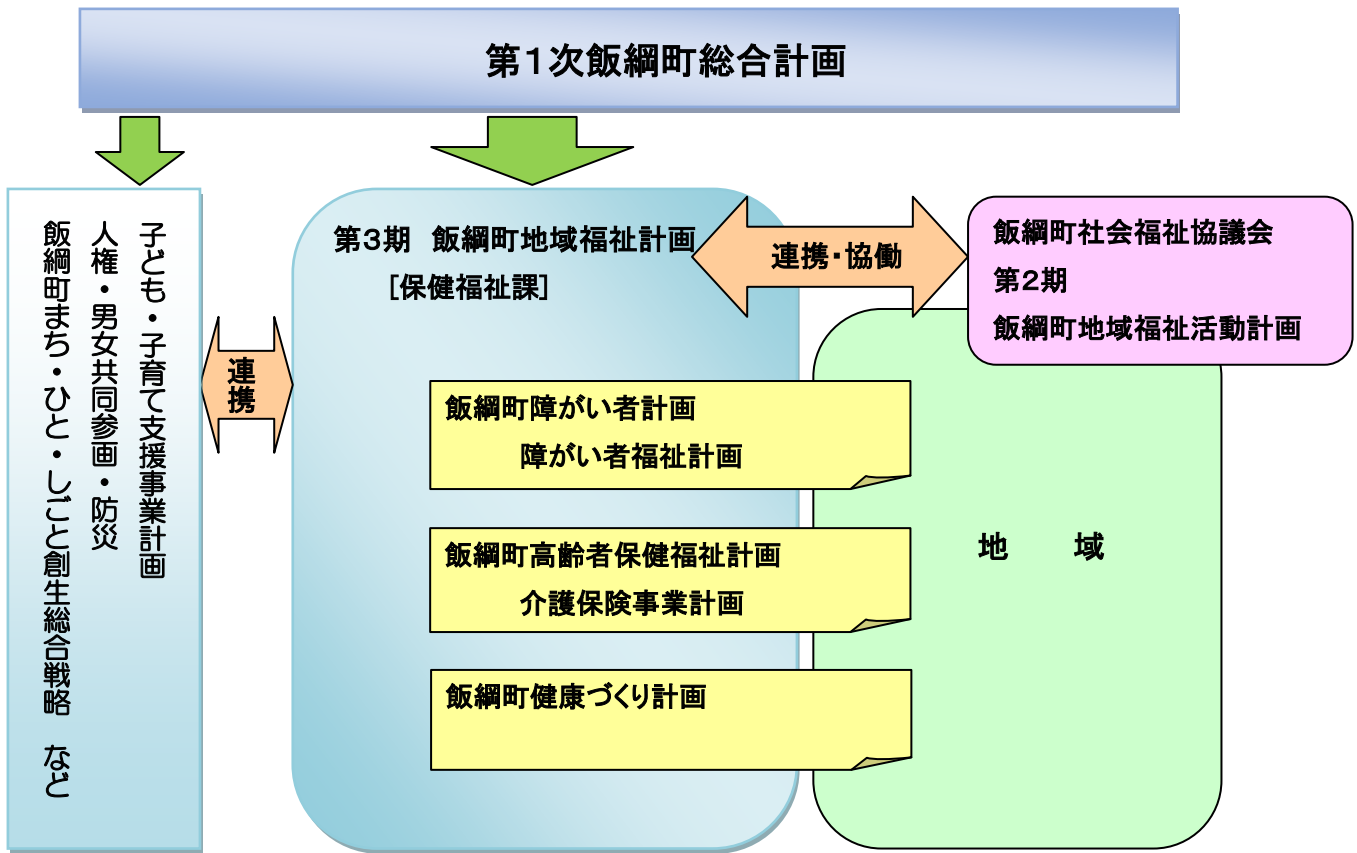 第１次飯綱町総合計画
子ども・子育て支援事業計画
人権・男女共同参画・防災
飯綱町まち・ひと・しごと創生総合戦略　など
連携
第３期　飯綱町地域福祉計画
［保健福祉課］
連携・協働
飯綱町社会福祉協議会
第２期
飯綱町地域福祉活動計画
飯綱町障がい者計画
障がい者福祉計画
飯綱町高齢者保健福祉計画
介護保険事業計画
飯綱町健康づくり計画
地　　域